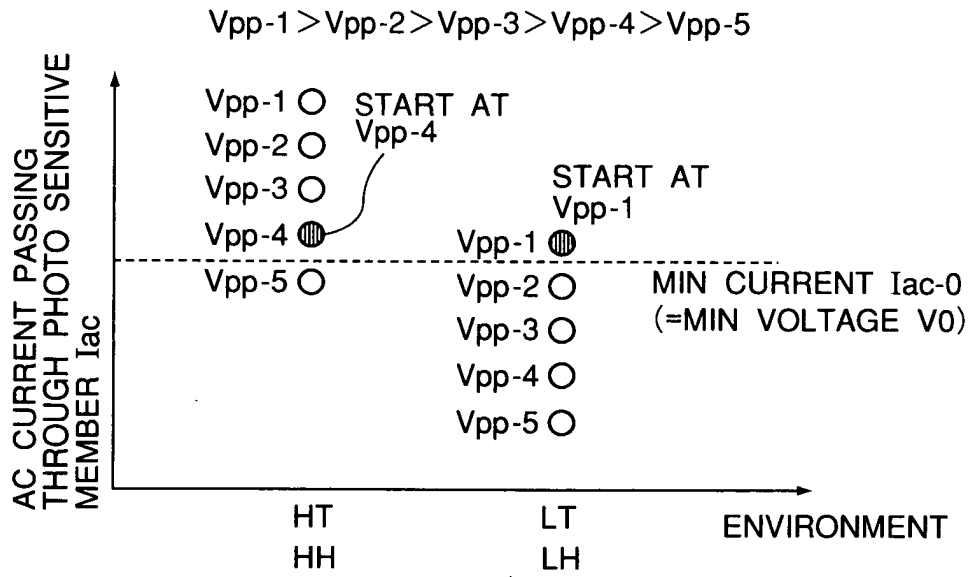 Vpp-1>Vpp-2>Vpp-3>Vpp-4>Vpp-5
AC CURRENT PASSING
THROUGH PHOTO SENSITIVE
MEMBER Iac
Vpp-1
Vpp-2
Vpp-3
Vpp-4
Vpp-5
START AT
Vpp-4
START AT
Vpp-1
Vpp-1
Vpp-2
Vpp-3
Vpp-4
Vpp-5
MIN CURRENT Iac-0
(=MIN VOLTAGE V0)
HT
HH
LT
LH
ENVIRONMENT